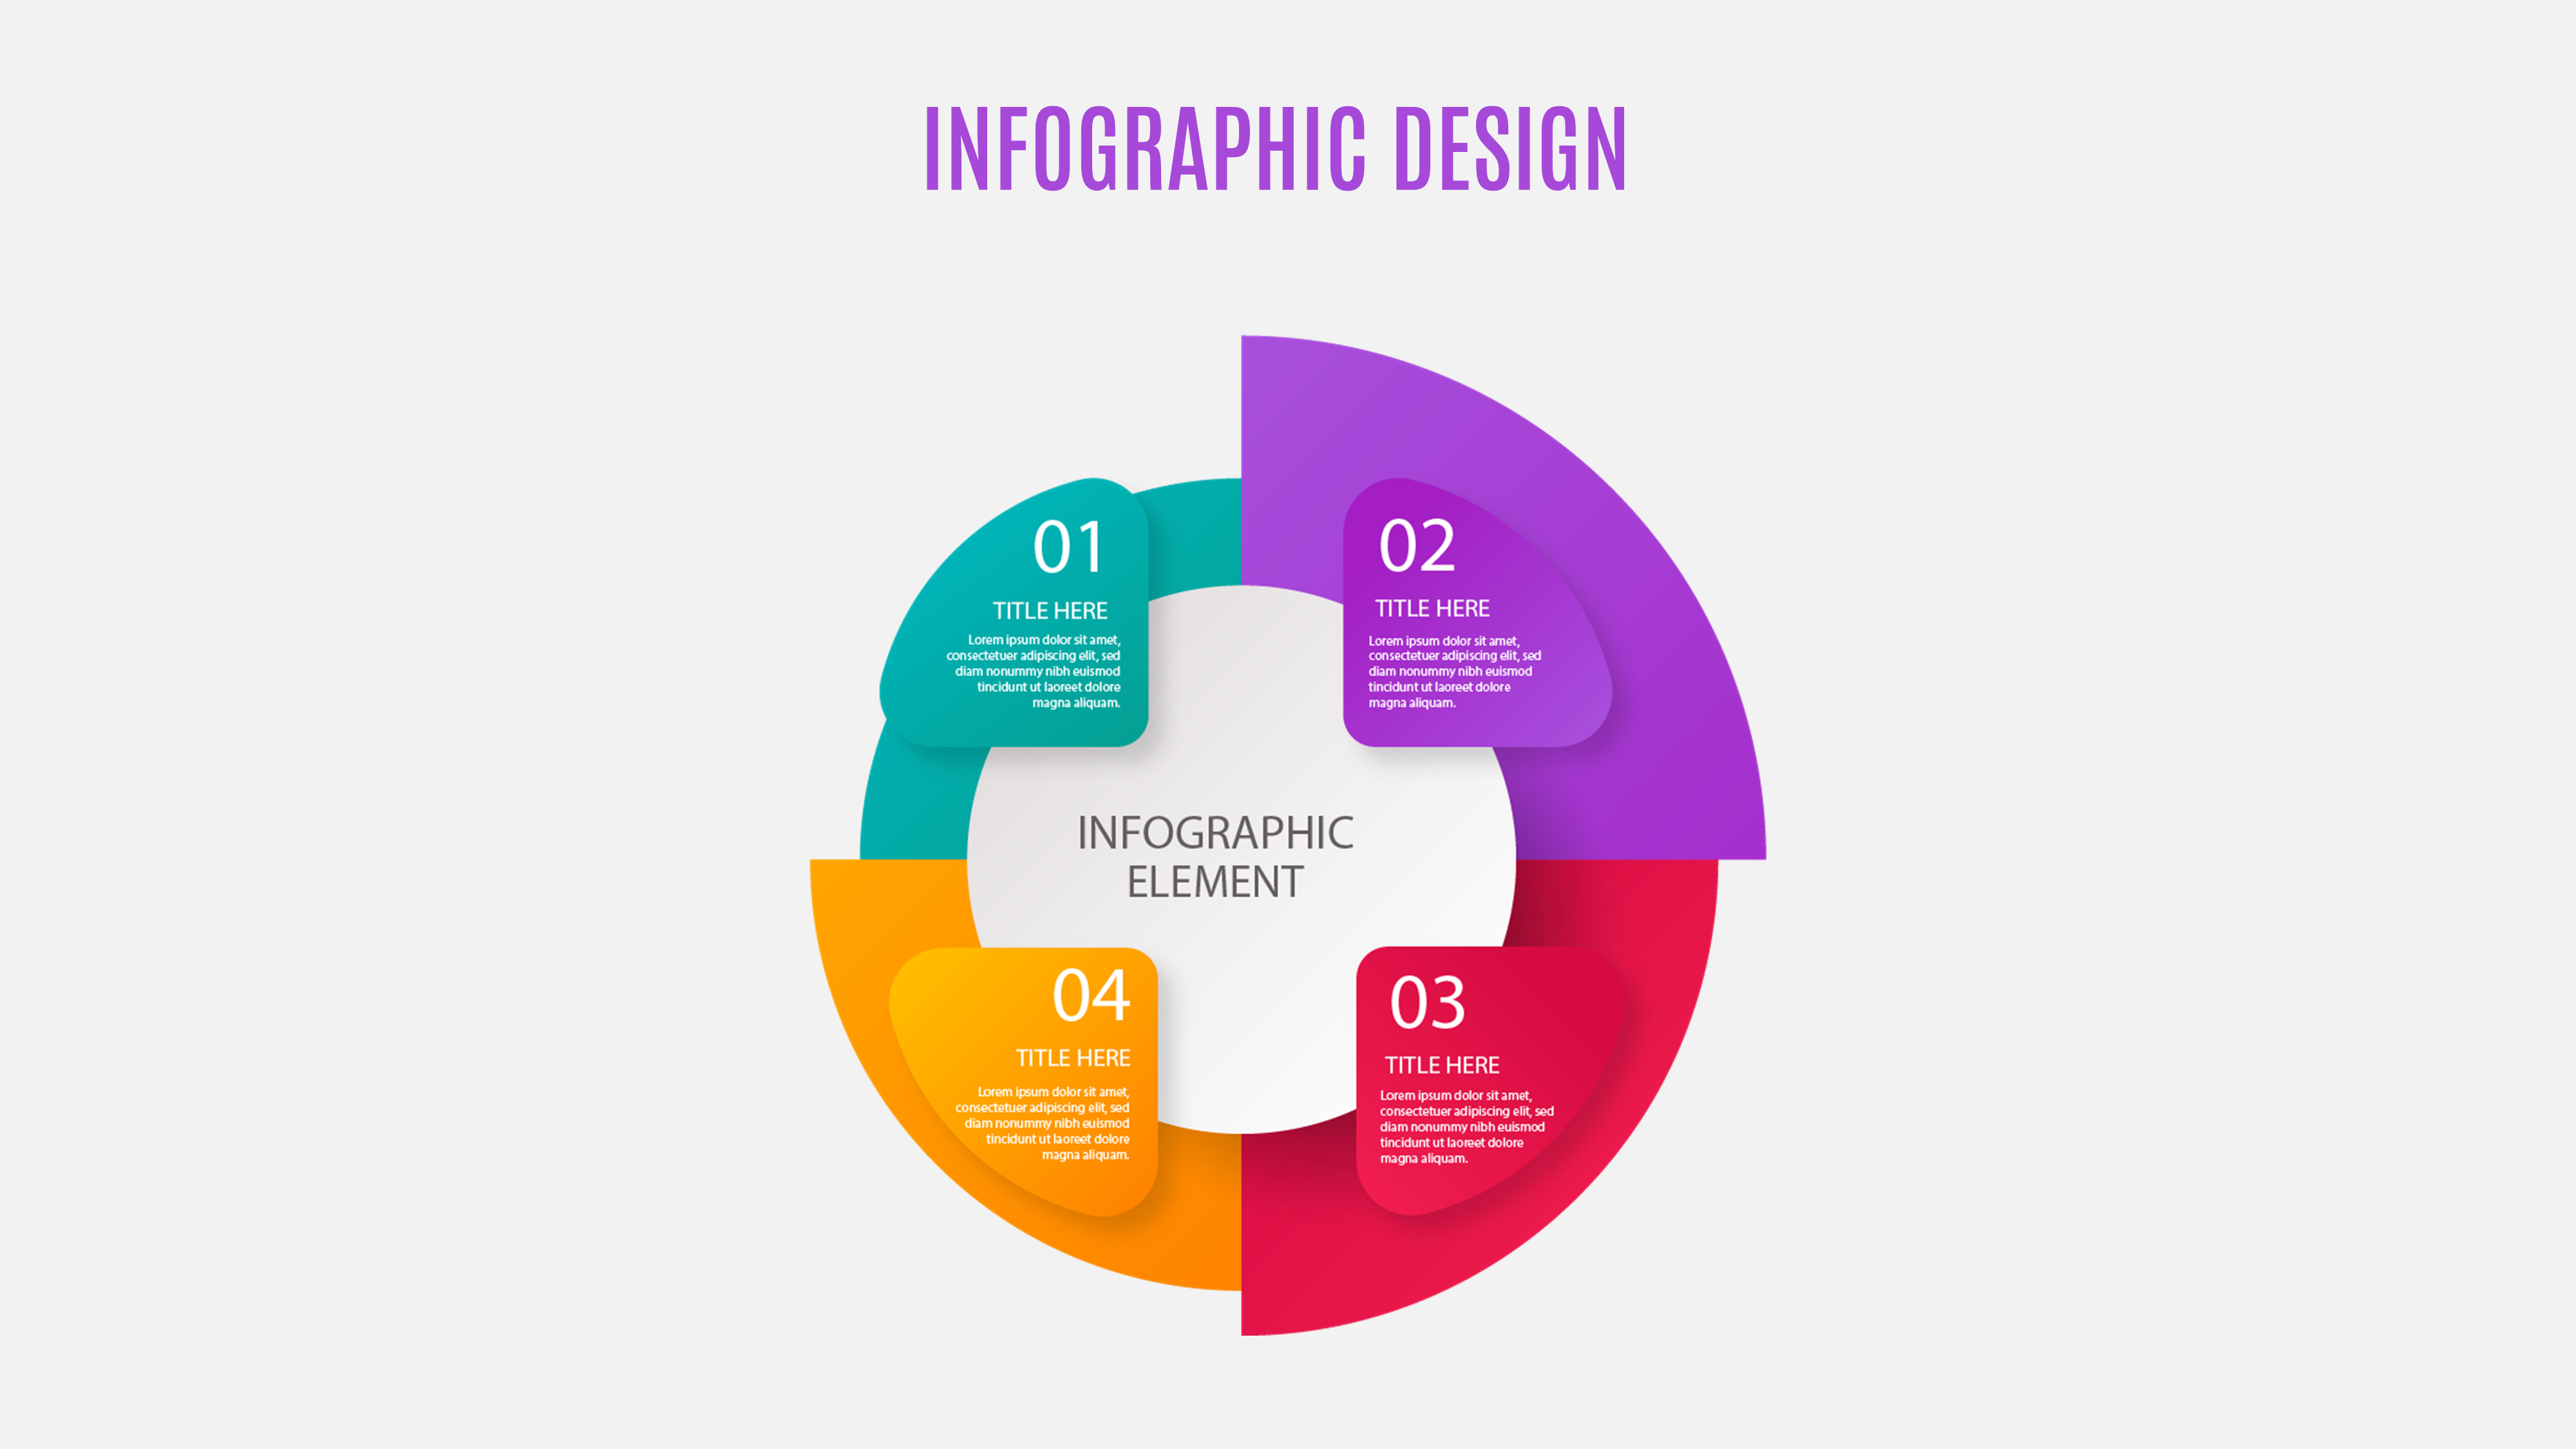 INFOGRAPHIC DESIGN
01
TITLE HERE
Lorem ipsum dolor sit amet,
consectetuer adipiscing elit, sed
diam nonummy nibh euismod
tincidunt ut laoreet dolore
magna aliquam.
02
TITLE HERE
Lorem ipsum dolor sit amet,
consectetuer adipiscing elit, sed
diam nonummy nibh euismod
tincidunt ut laoreet dolore
magna aliquam.
INFOGRAPHIC
ELEMENT
04
TITLE HERE
Lorem ipsum dolor sit amet,
consectetuer adipiscing elit, sed
diam nonummy nibh euismod
tincidunt ut laoreet dolore
magna aliquam.
03
TITLE HERE
Lorem ipsum dolor sit amet,
consectetuer adipiscing elit, sed
diam nonummy nibh euismod
tincidunt ut laoreet dolore
magna aliquam.